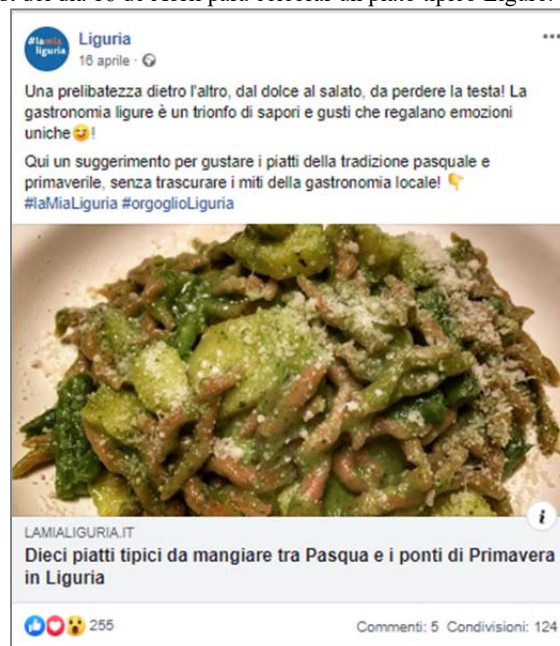 #lamia
liguria
Liguria
16 aprile
Una prelibatezza dietro l'altro, dal dolce al salato, da perdere la testa! La
gastronomia ligure è un trionfo di sapori e gusti che regalano emozioni
uniche😜!
Qui un suggerimento per gustare i piatti della tradizione pasquale e
primaverile, senza trascurare i miti della gastronomia locale! 👇
#laMiaLiguria #orgoglioLiguria
LAMIALIGURIA.IT
Dieci piatti tipici da mangiare tra Pasqua e i ponti di Primavera
in Liguria
255
Commenti: 5 Condivisioni: 124